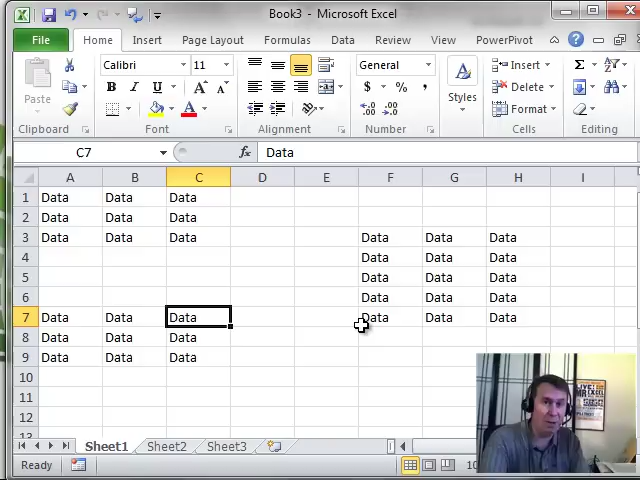 Book3 - Microsoft Excel
File Home Insert Page Layout Formulas Data Review View PowerPivot
Paste
Calibri 11
B I U
General
$ % ,
Styles
Insert
Delete
Format
Clipboard Font Alignment Number Cells Editing
C7 fx Data
A B C D E F G H I
1 Data Data Data
2 Data Data Data
3 Data Data Data Data Data Data
4 Data Data Data
5 Data Data Data
6 Data Data Data
7 Data Data Data Data Data Data
8 Data Data Data
9 Data Data Data
10
11
12
13
MR EXCEL
Sheet1 Sheet2 Sheet3
Ready